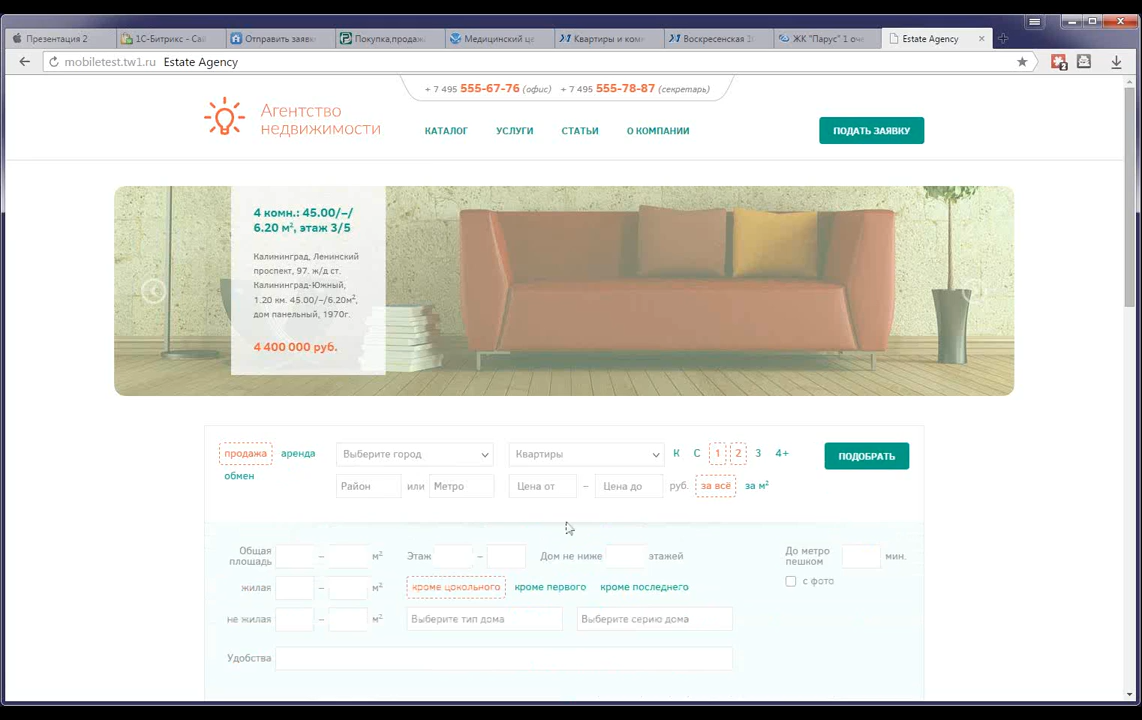 Презентация 2
1С-Битрикс - Сай
Отправить заявк
Покупка,продаж
Медицинский це
Квартиры и комн
Воскресенская 1
ЖК "Парус" 1 оче
Estate Agency
mobiletest.tw1.ru Estate Agency
2
+ 7 495 555-67-76 (офис) + 7 495 555-78-87 (секретарь)
Агентство
недвижимости
КАТАЛОГ УСЛУГИ СТАТЬИ О КОМПАНИИ
ПОДАТЬ ЗАЯВКУ
4 комн.: 45.00/–/
6.20 м², этаж 3/5
Калининград, Ленинский
проспект, 97. ж/д ст.
Калининград-Южный,
1.20 км. 45.00/–/6.20м²,
дом панельный, 1970г.
4 400 000 руб.
продажа аренда Выберите город Квартиры К С 1 2 3 4+ ПОДОБРАТЬ
обмен Район или Метро Цена от – Цена до руб. за всё за м²
Общая
площадь – м² Этаж – Дом не ниже этажей До метро
пешком мин.
жилая – м² кроме цокольного кроме первого кроме последнего с фото
не жилая – м² Выберите тип дома Выберите серию дома
Удобства